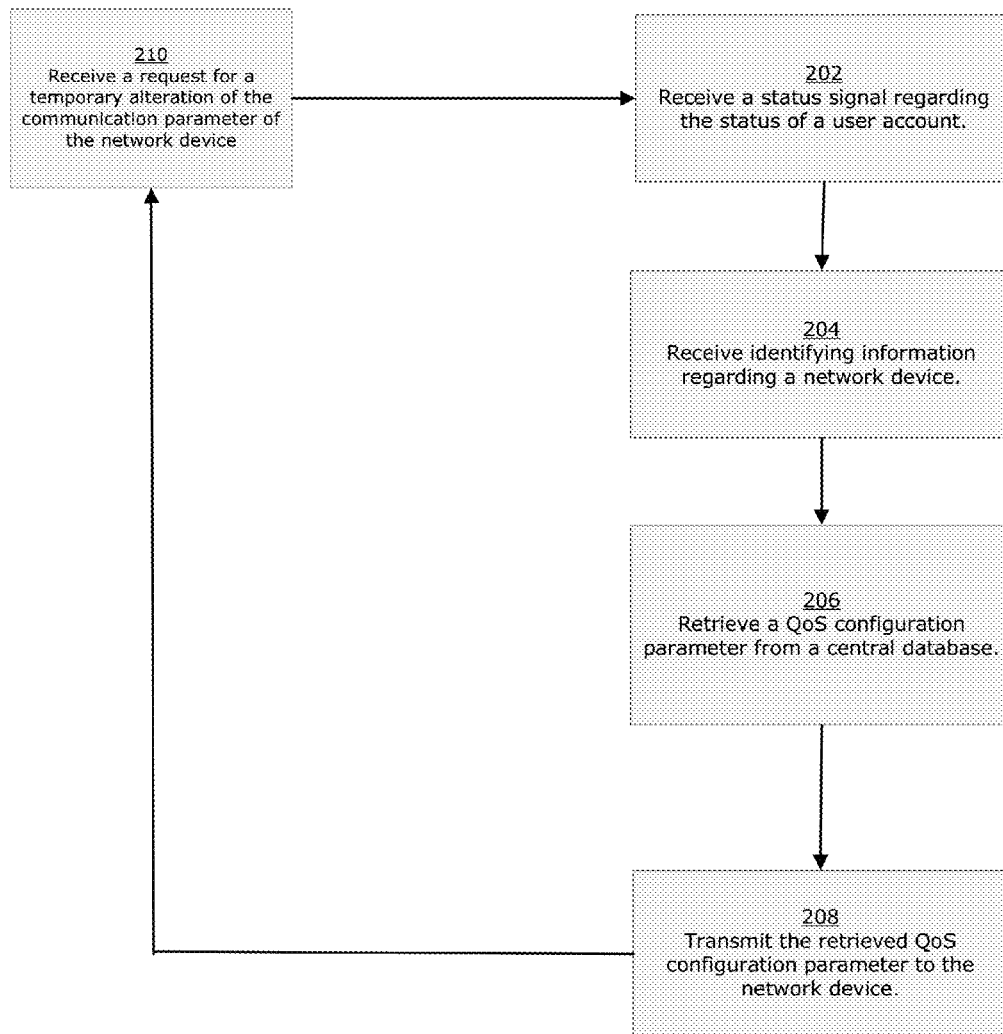 210
Receive a request for a
temporary alteration of the
communication parameter of
the network device
202
Receive a status signal regarding
the status of a user account.
204
Receive identifying information
regarding a network device.
206
Retrieve a QoS configuration
parameter from a central database.
208
Transmit the retrieved QoS
configuration parameter to the
network device.